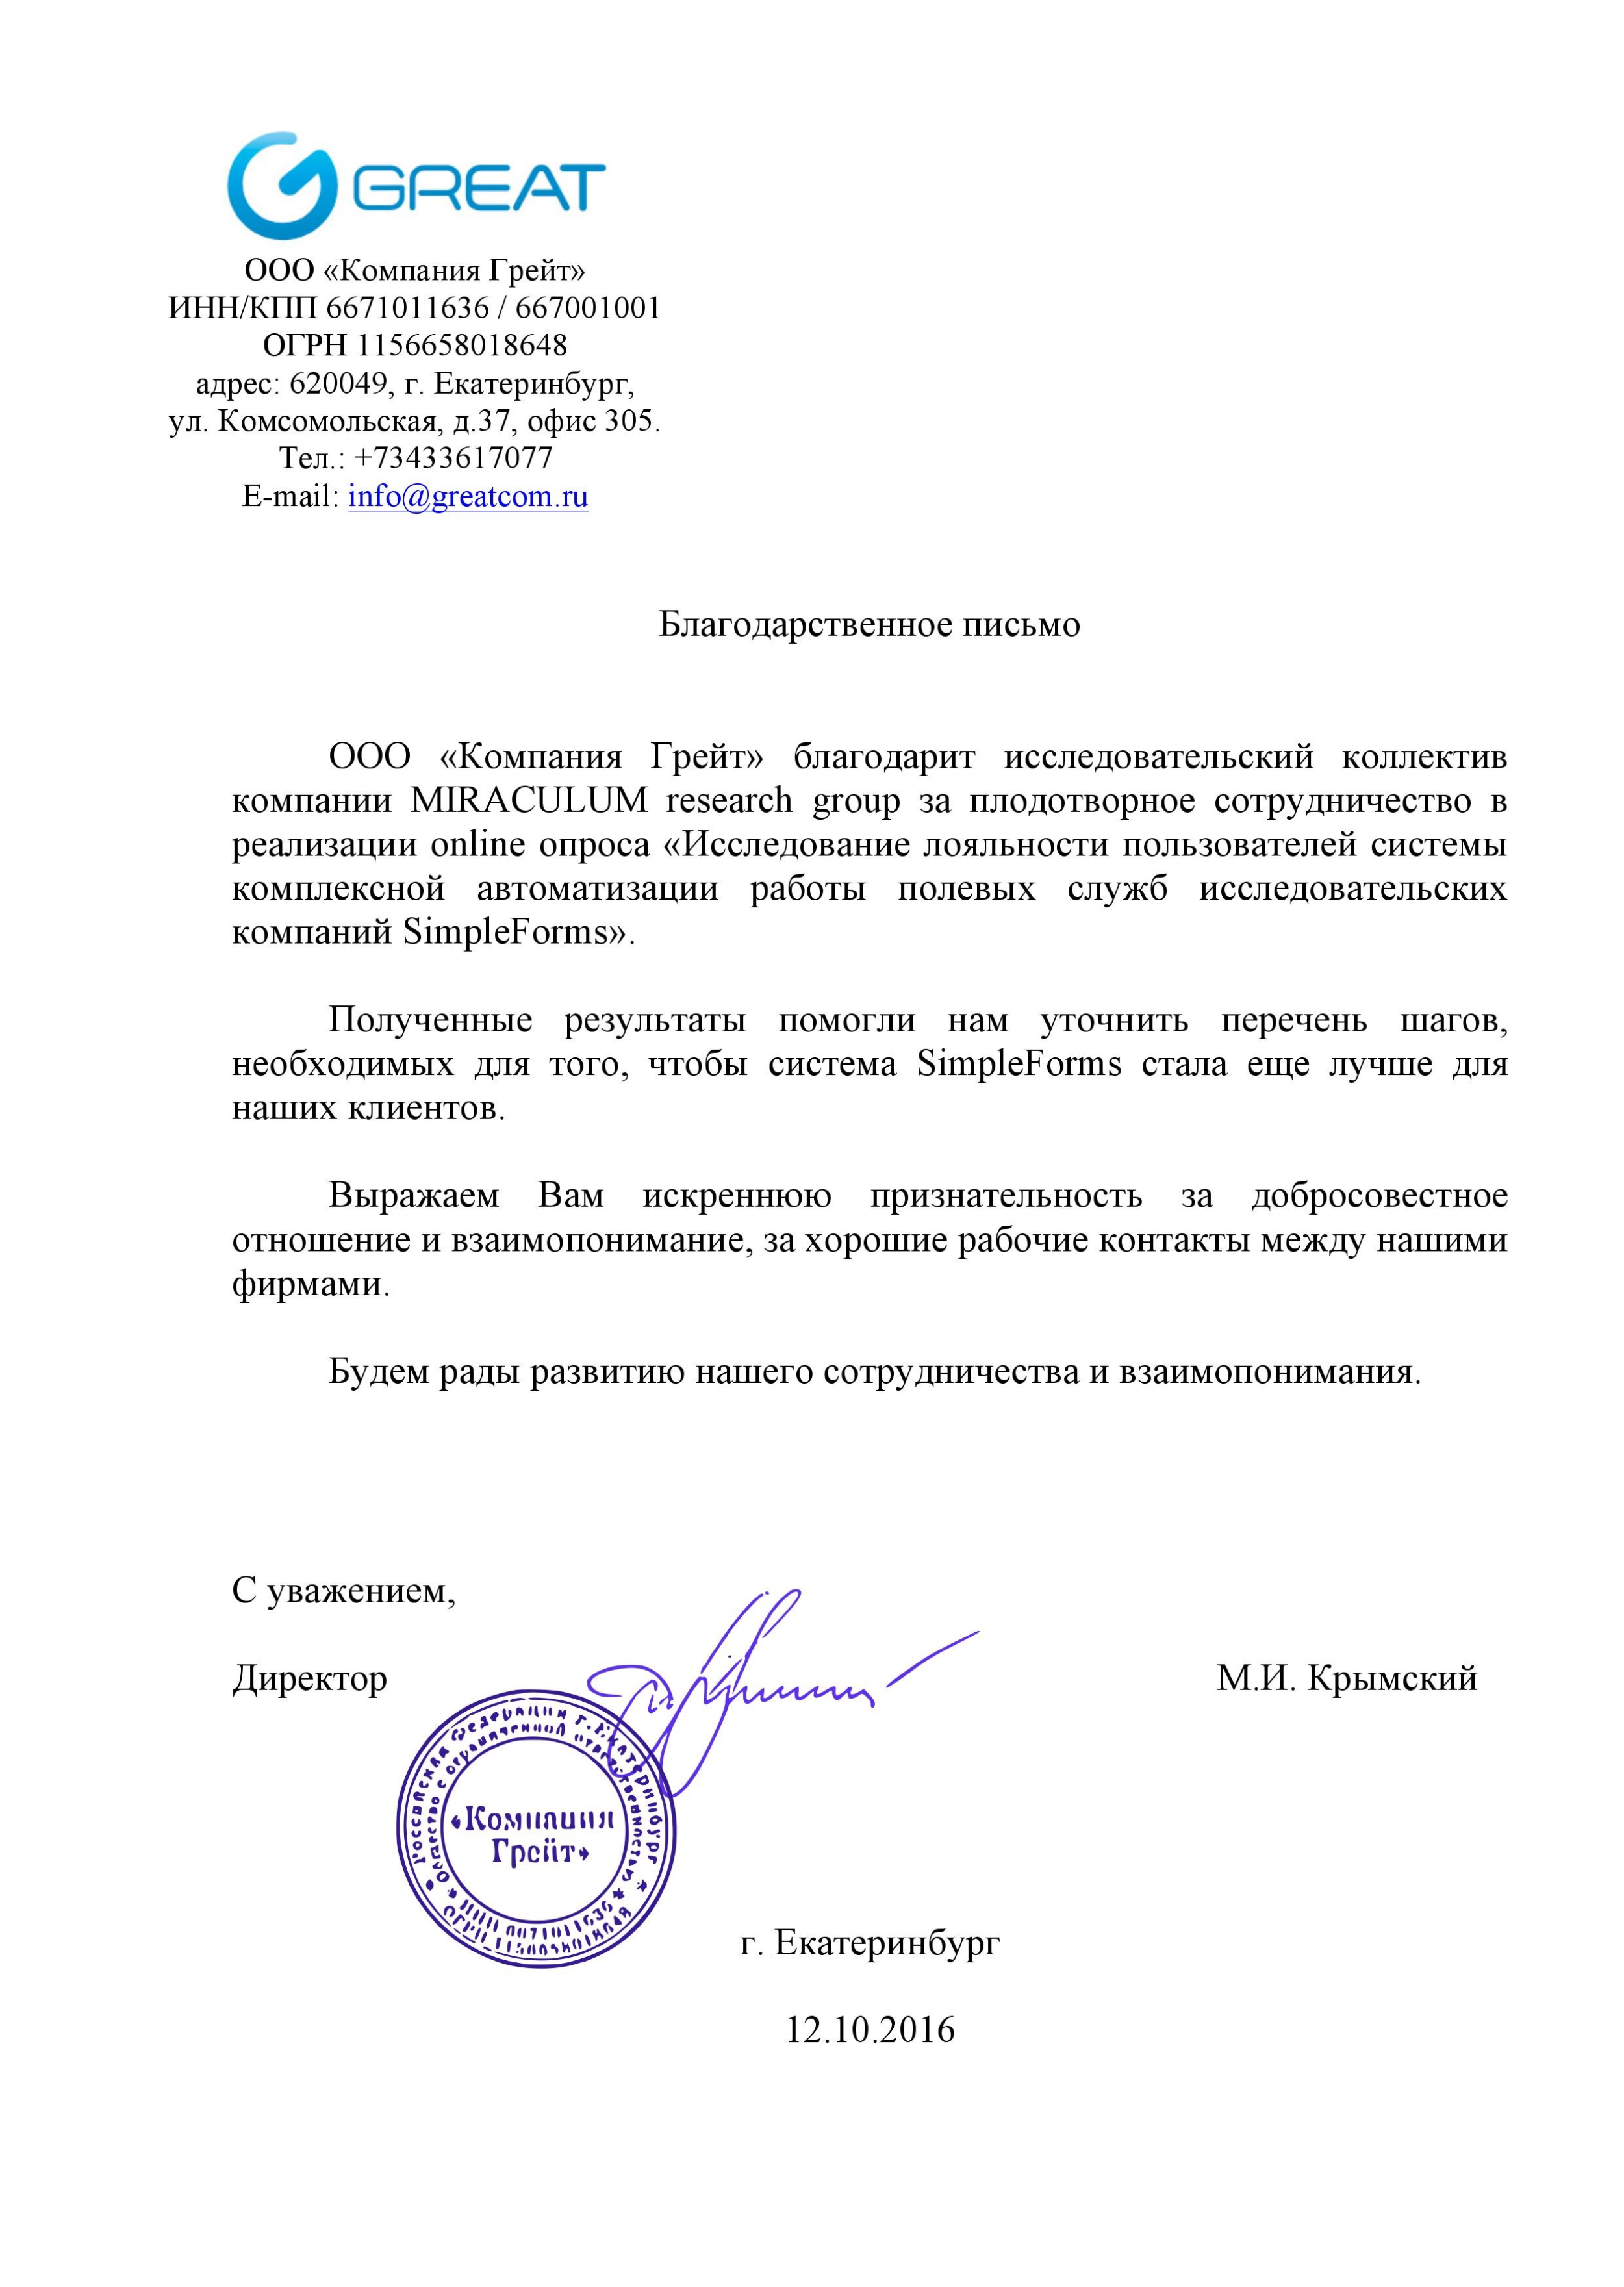 GREAT
ООО «Компания Грейт»
ИНН/КПП 6671011636 / 667001001
ОГРН 1156658018648
адрес: 620049, г. Екатеринбург,
ул. Комсомольская, д.37, офис 305.
Тел.: +73433617077
E-mail: info@greatcom.ru
Благодарственное письмо
ООО «Компания Грейт» благодарит исследовательский коллектив
компании MIRACULUM research group за плодотворное сотрудничество в
реализации online опроса «Исследование лояльности пользователей системы
комплексной автоматизации работы полевых служб исследовательских
компаний SimpleForms».
Полученные результаты помогли нам уточнить перечень шагов,
необходимых для того, чтобы система SimpleForms стала еще лучше для
наших клиентов.
Выражаем Вам искреннюю признательность за добросовестное
отношение и взаимопонимание, за хорошие рабочие контакты между нашими
фирмами.
Будем рады развитию нашего сотрудничества и взаимопонимания.
С уважением,
Директор
М.И. Крымский
Российская Федерация г. Екатеринбург
Общество с ограниченной ответственностью
«Компания
Грейт»
г. Екатеринбург
12.10.2016